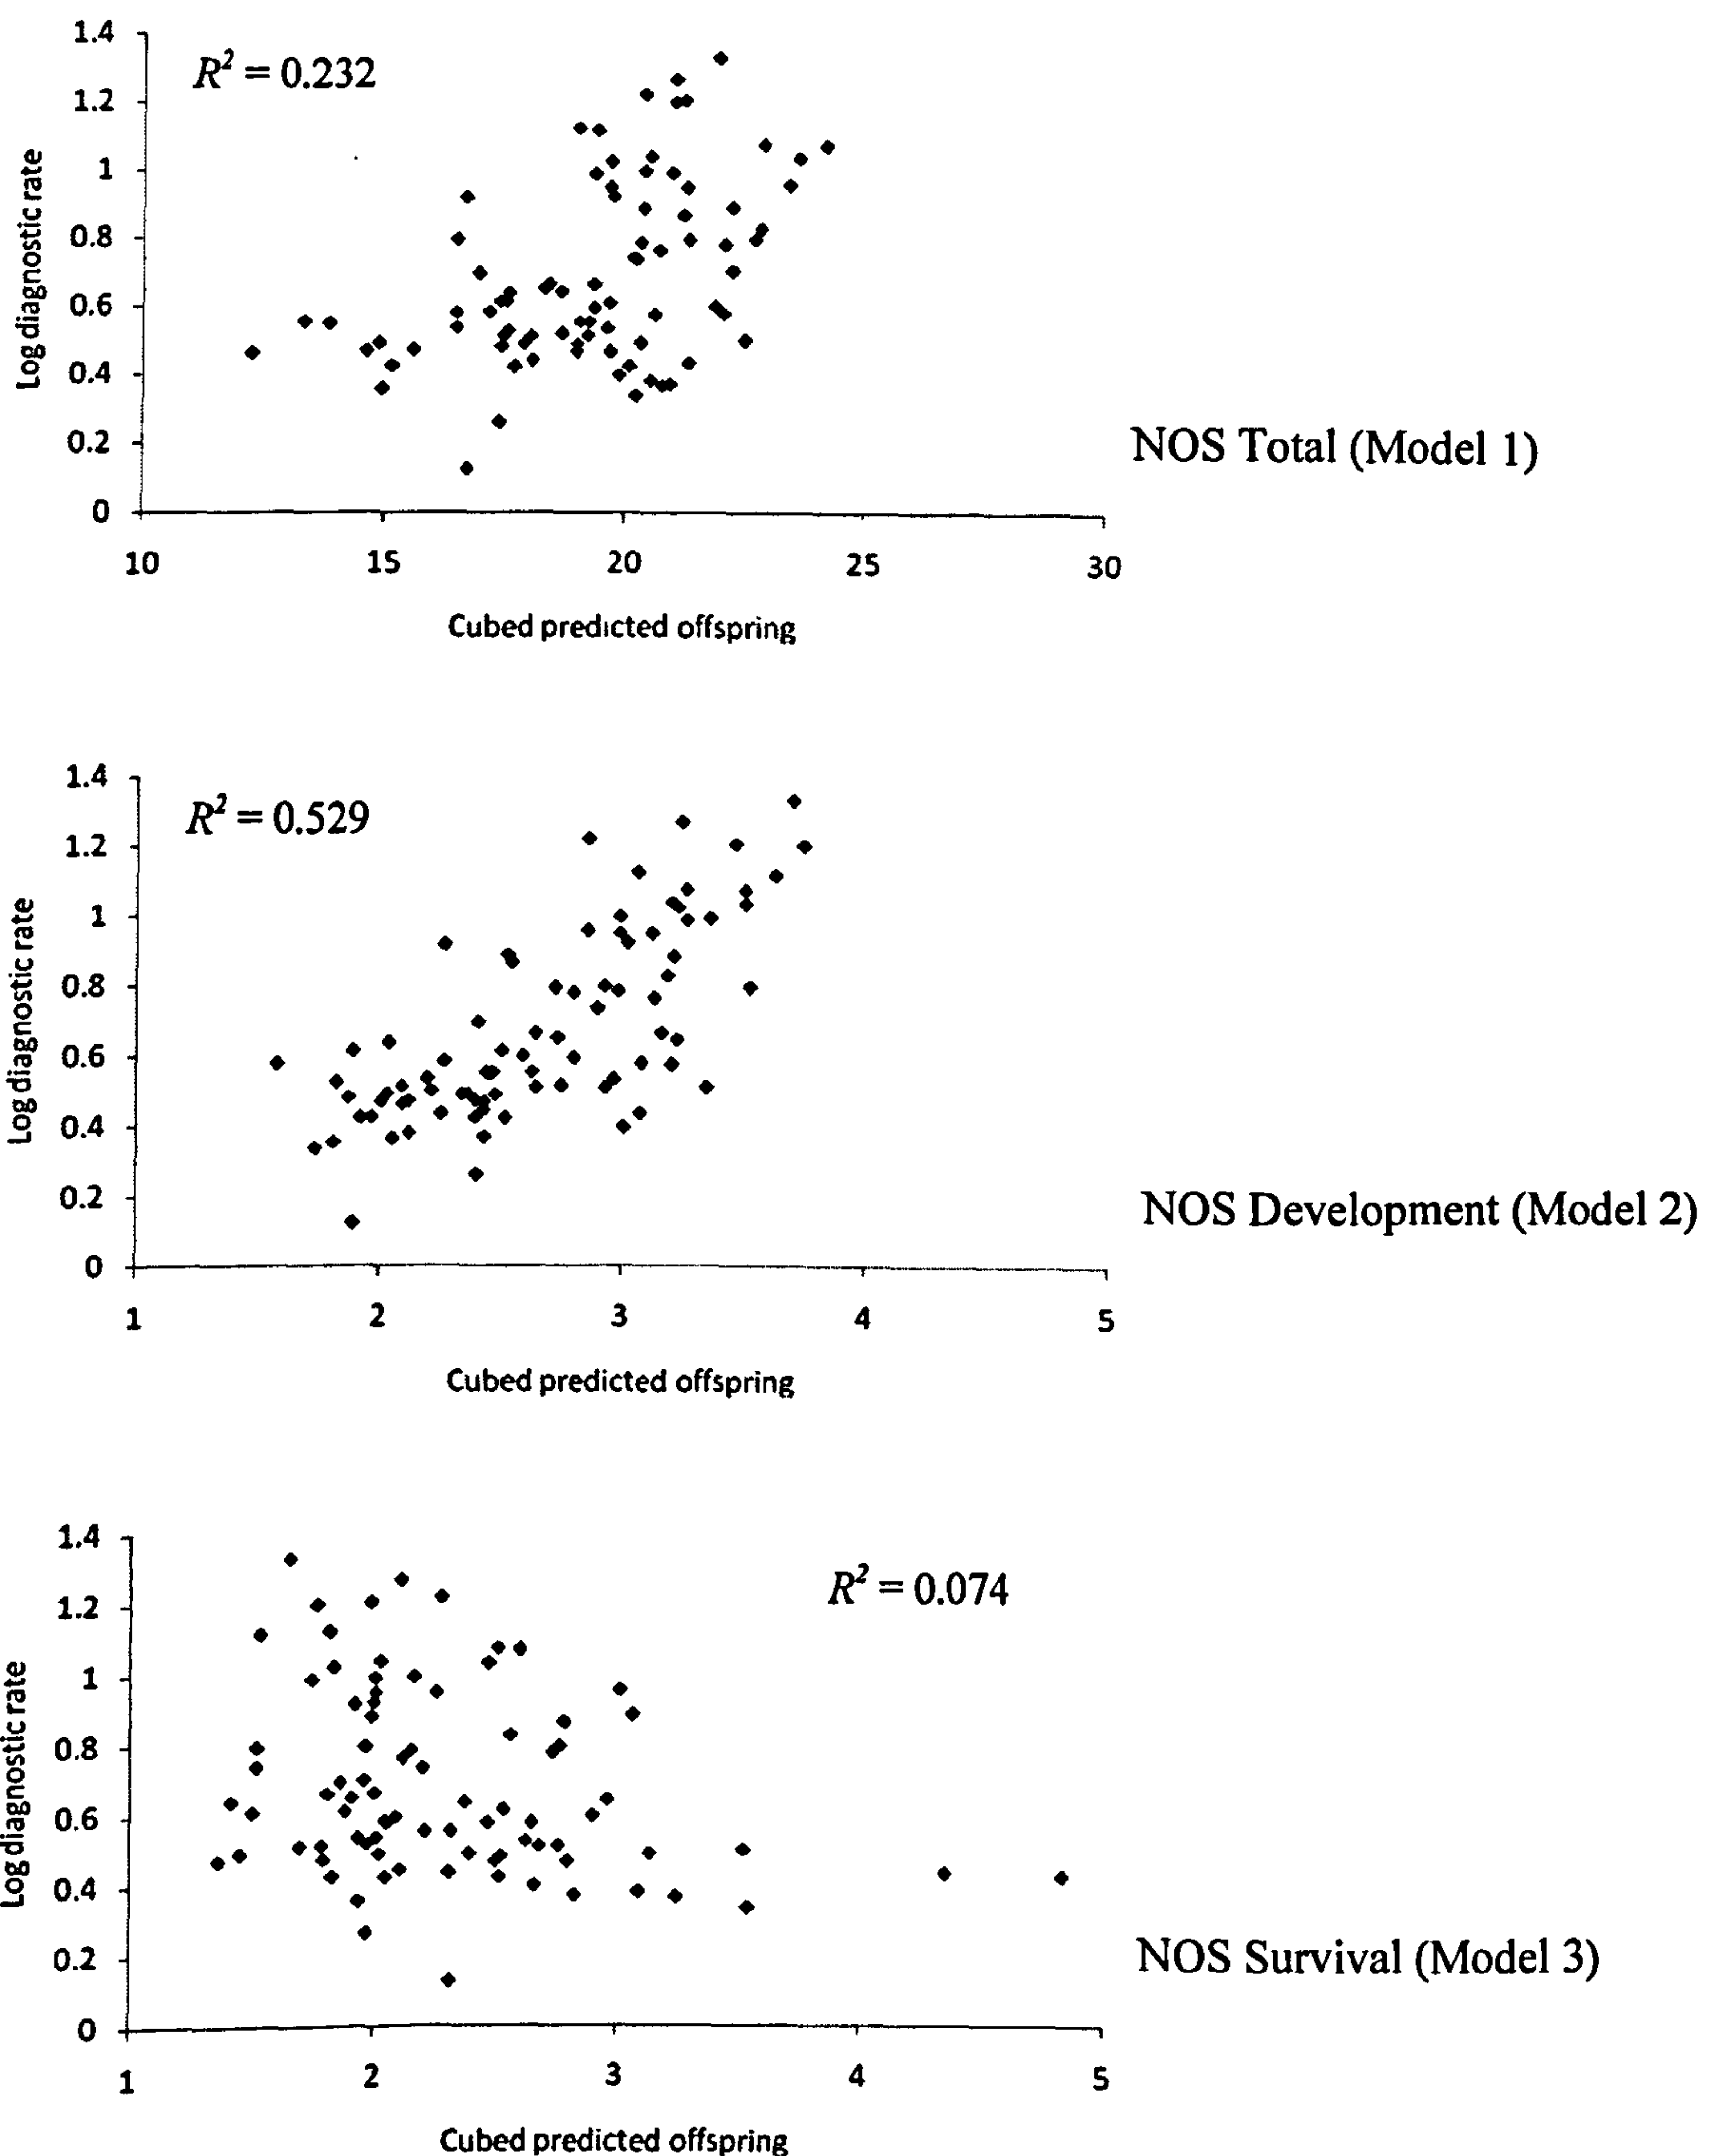 1.4
R² = 0.232
1.2
1
0.8
0.6
0.4
0.2
0
Log diagnostic rate
NOS Total (Model 1)
10 15 20 25 30
Cubed predicted offspring
1.4
R² = 0.529
1.2
1
0.8
0.6
0.4
0.2
0
Log diagnostic rate
NOS Development (Model 2)
1 2 3 4 5
Cubed predicted offspring
1.4
R² = 0.074
1.2
1
0.8
0.6
0.4
0.2
0
Log diagnostic rate
NOS Survival (Model 3)
1 2 3 4 5
Cubed predicted offspring